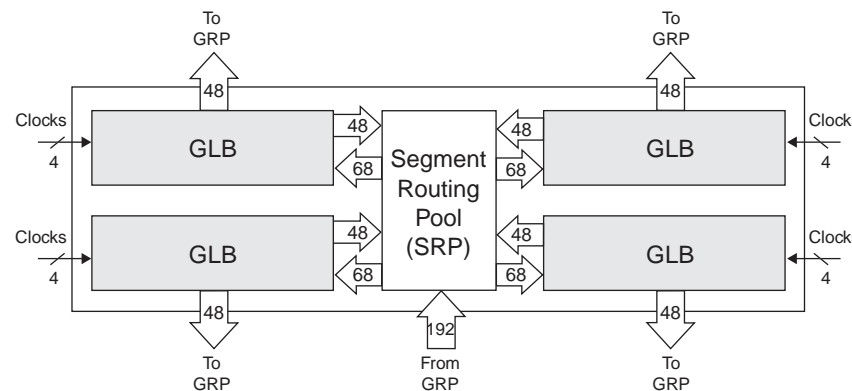 To
GRP
To
GRP
48
48
Clocks
4
GLB
48
68
Segment
Routing
Pool
(SRP)
48
68
GLB
Clock
4
Clocks
4
GLB
48
68
48
68
GLB
Clock
4
48
192
48
To
GRP
From
GRP
To
GRP